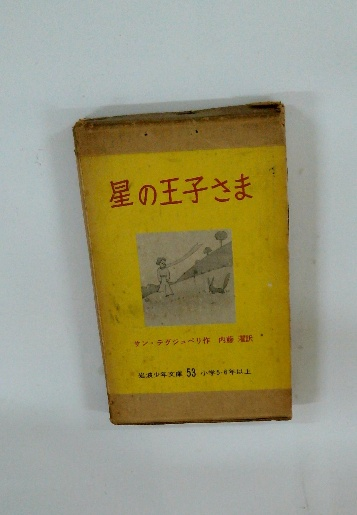 星の王子さま
サン・テグジュペリ作 内藤 濯訳
岩波少年文庫 53 小学5・6年以上